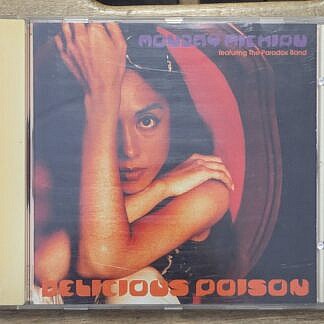 MONDAY MICHIRU
featuring The Paradox Band
DELICIOUS POISON